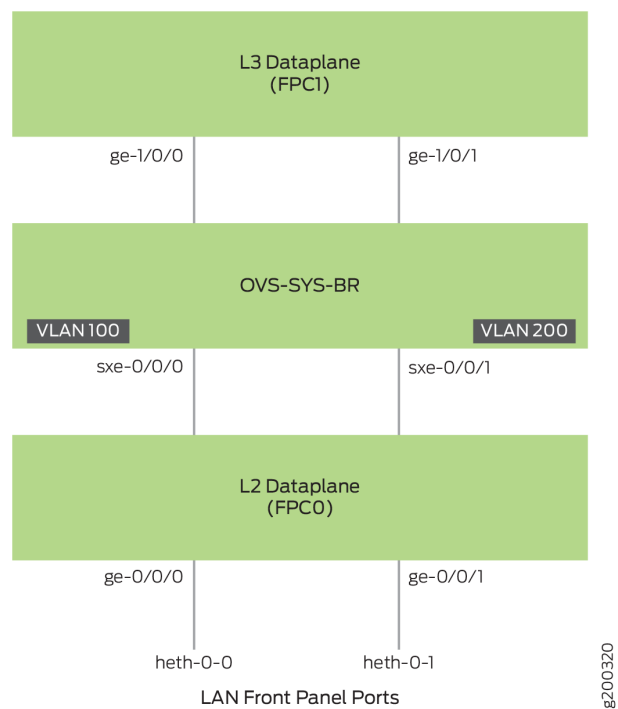 L3 Dataplane
(FPC1)
ge-1/0/0
ge-1/0/1
OVS-SYS-BR
VLAN 100
VLAN 200
sxe-0/0/0
sxe-0/0/1
L2 Dataplane
(FPC0)
ge-0/0/0
ge-0/0/1
heth-0-0
heth-0-1
LAN Front Panel Ports
g200320